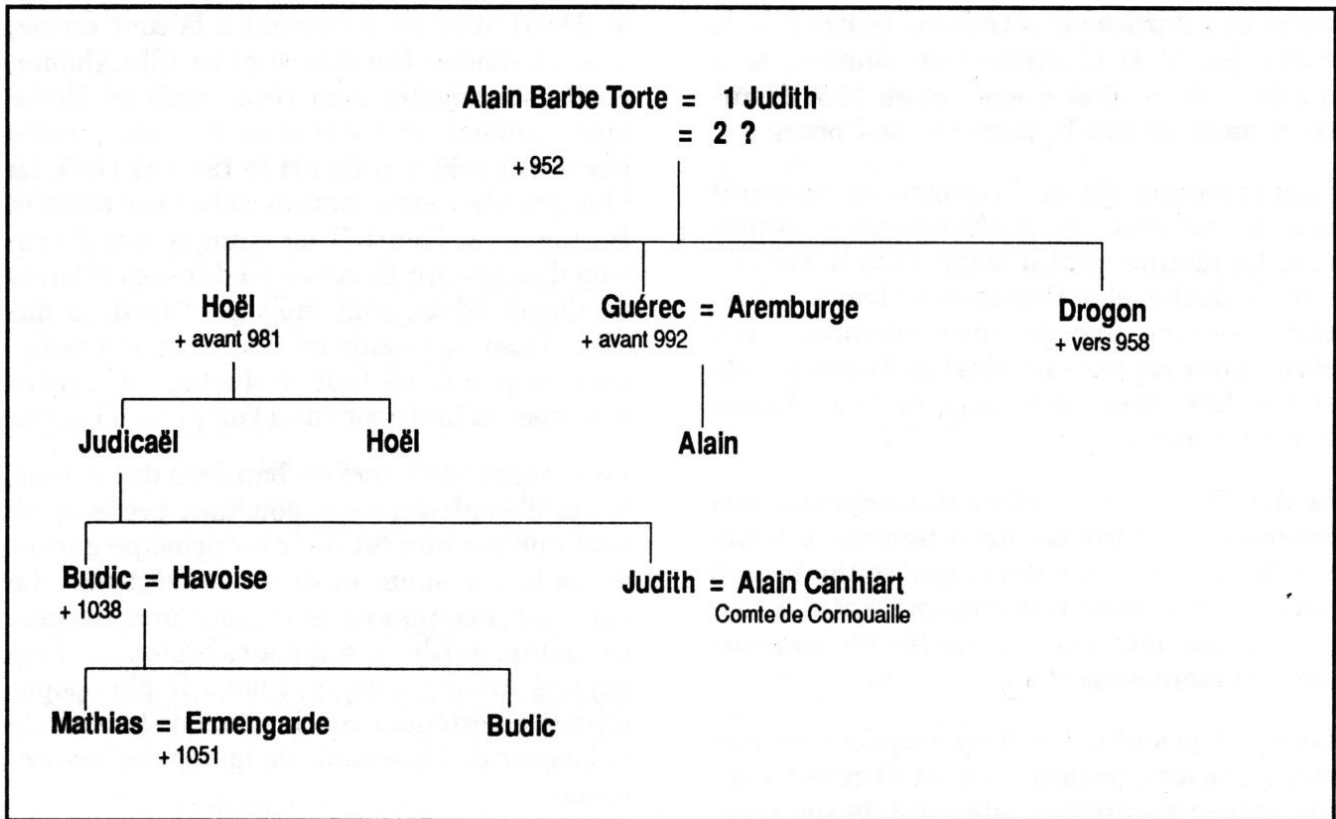 Alain Barbe Torte = 1 Judith
= 2 ?
+ 952
Hoël Guérec = Aremburge Drogon
+ avant 981 + avant 992 + vers 958
Judicaël Hoël Alain
Budic = Havoise Judith = Alain Canhiart
+ 1038 Comte de Cornouaille
Mathias = Ermengarde Budic
+ 1051